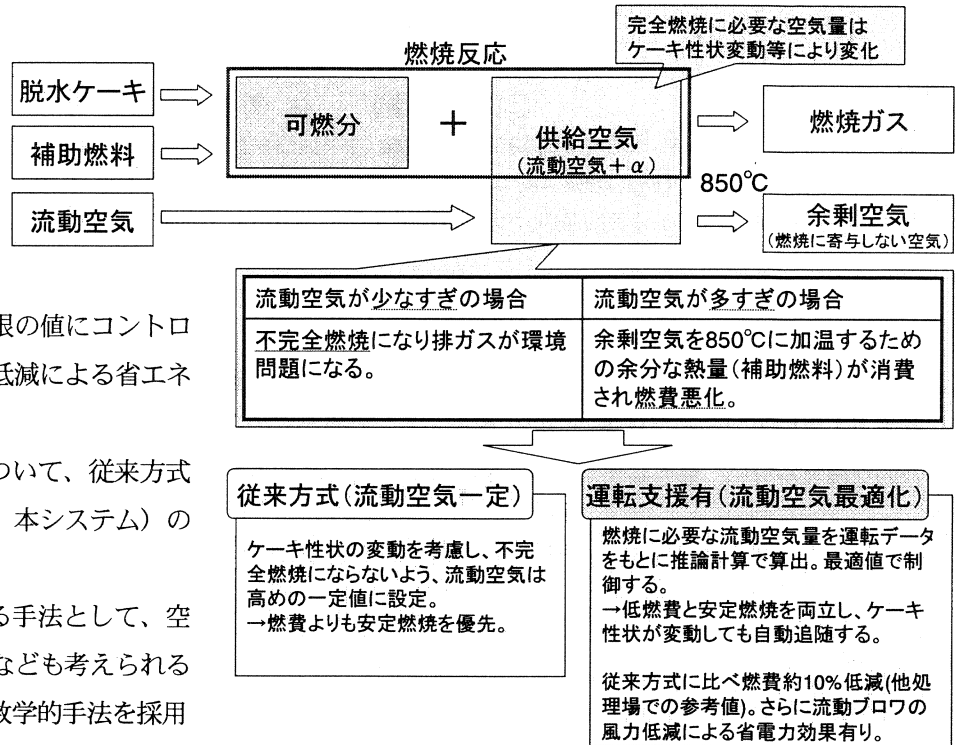 完全燃焼に必要な空気量は
ケーキ性状変動等により変化
燃焼反応
脱水ケーキ
補助燃料
流動空気
可燃分
+
供給空気
(流動空気+α)
燃焼ガス
850℃
余剰空気
(燃焼に寄与しない空気)
流動空気が少なすぎの場合
流動空気が多すぎの場合
不完全燃焼になり排ガスが環境
問題になる。
余剰空気を850℃に加温するため
の余分な熱量(補助燃料)が消費
され燃費悪化。
限の値にコントロ
低減による省エネ
ついて、従来方式
本システム)の
る手法として、空
なども考えられる
数学的手法を採用
従来方式(流動空気一定)
ケーキ性状の変動を考慮し、不完
全燃焼にならないよう、流動空気は
高めの一定値に設定。
→燃費よりも安定燃焼を優先。
運転支援有(流動空気最適化)
燃焼に必要な流動空気量を運転データ
をもとに推論計算で算出。最適値で制
御する。
→低燃費と安定燃焼を両立し、ケーキ
性状が変動しても自動追随する。
従来方式に比べ燃費約10%低減(他処
理場での参考値)。さらに流動ブロワの
風力低減による省電力効果有り。